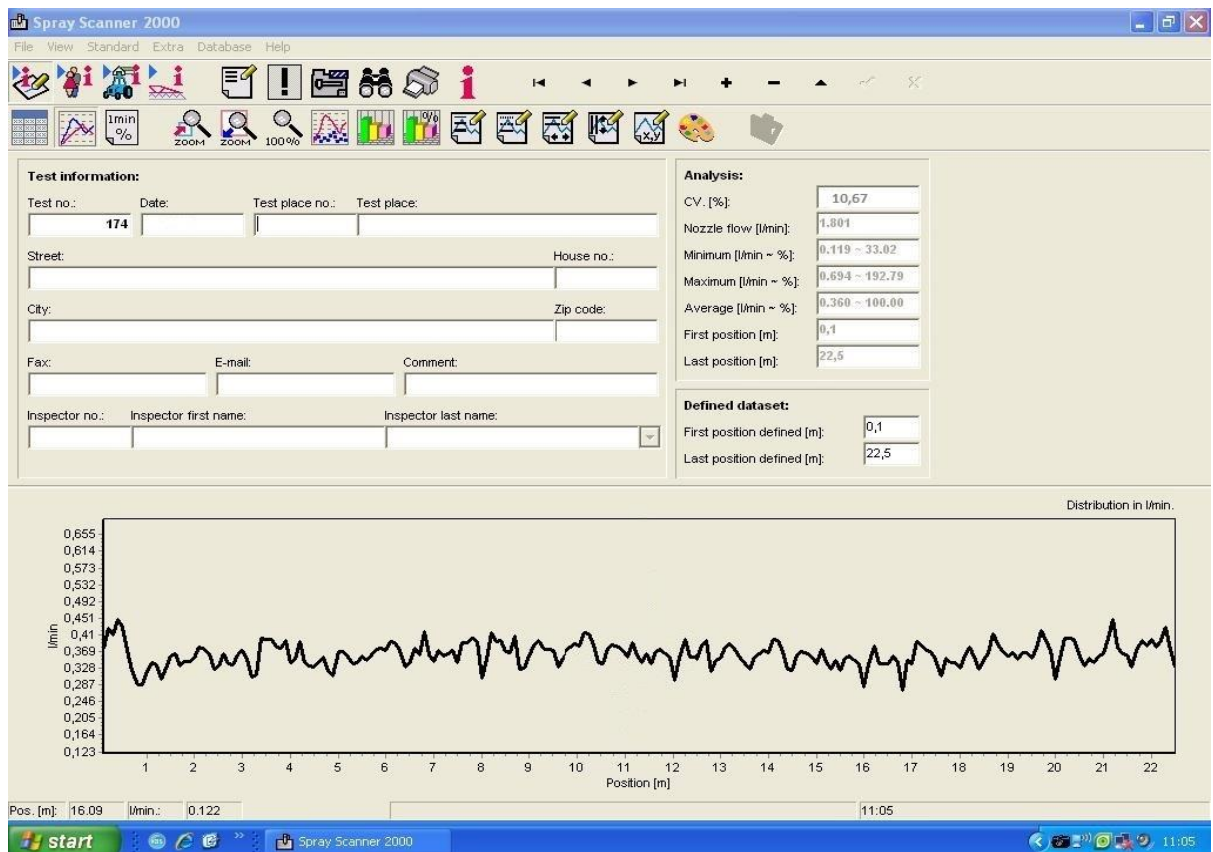 Spray Scanner 2000
File View Standard Extra Database Help
1min
%
ZOOM ZOOM 100% %
Test information:
Test no.: Date: Test place no.: Test place:
174
Street: House no.:
City: Zip code:
Fax: E-mail: Comment:
Inspector no.: Inspector first name: Inspector last name:
Analysis:
CV. [%]: 10,67
Nozzle flow [l/min]: 1.801
Minimum [l/min ~ %]: 0.119 ~ 33.02
Maximum [l/min ~ %]: 0.694 ~ 192.79
Average [l/min ~ %]: 0.360 ~ 100.00
First position [m]: 0,1
Last position [m]: 22,5
Defined dataset:
First position defined [m]: 0,1
Last position defined [m]: 22,5
Distribution in l/min.
l/min
0,655
0,614
0,573
0,532
0,492
0,451
0,41
0,369
0,328
0,287
0,246
0,205
0,164
0,123
1 2 3 4 5 6 7 8 9 10 11 12 13 14 15 16 17 18 19 20 21 22
Position [m]
Pos. [m]: 16.09 l/min.: 0.122 11:05
start Spray Scanner 2000 11:05